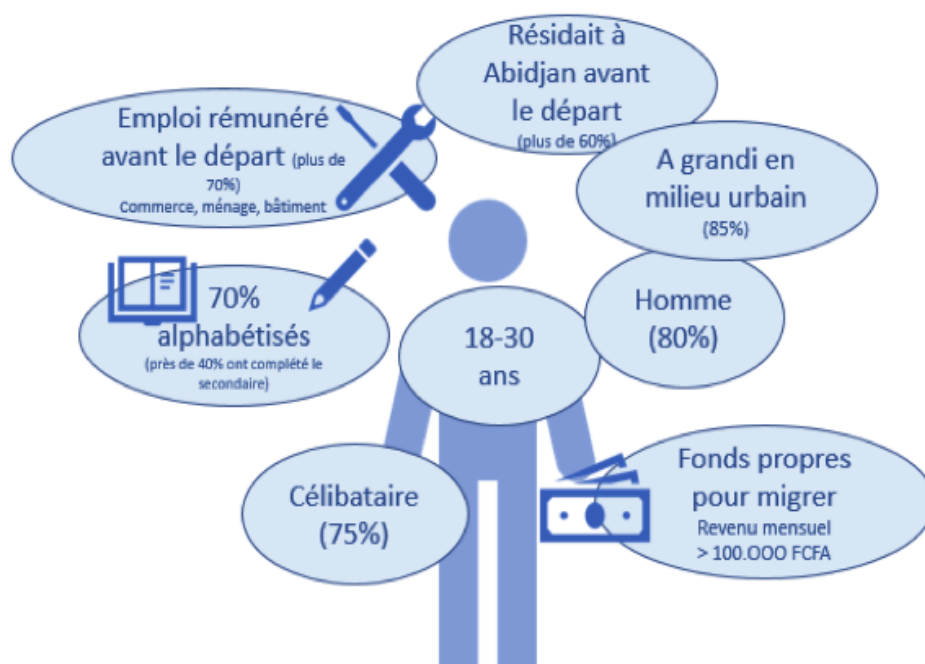 Résidait à
Abidjan avant
le départ
(plus de 60%)
Emploi rémunéré
avant le départ (plus de
70%)
Commerce, ménage, bâtiment
A grandi en
milieu urbain
(85%)
70%
alphabétisés
(près de 40% ont complété le
secondaire)
18-30
ans
Homme
(80%)
Célibataire
(75%)
Fonds propres
pour migrer
Revenu mensuel
> 100.OOO FCFA